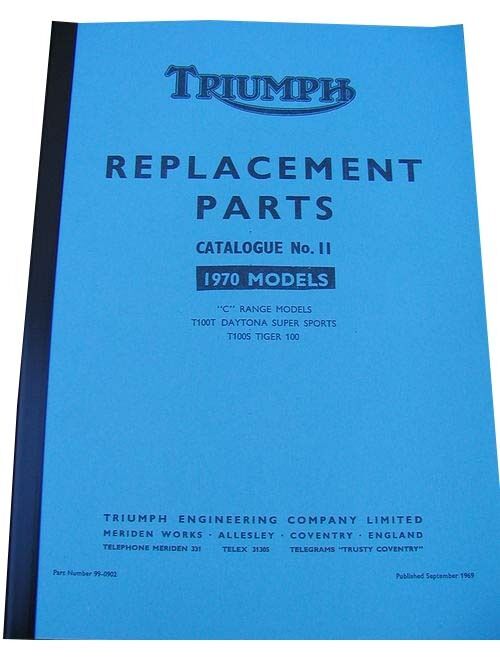 TRIUMPH
REPLACEMENT
PARTS
CATALOGUE No. 11
1970 MODELS
"C" RANGE MODELS
T100T DAYTONA SUPER SPORTS
T100S TIGER 100
TRIUMPH ENGINEERING COMPANY LIMITED
MERIDEN WORKS · ALLESLEY · COVENTRY · ENGLAND
TELEPHONE MERIDEN 331 TELEX 31305 TELEGRAMS "TRUSTY COVENTRY"
Part Number 99-0902 Published September 1969